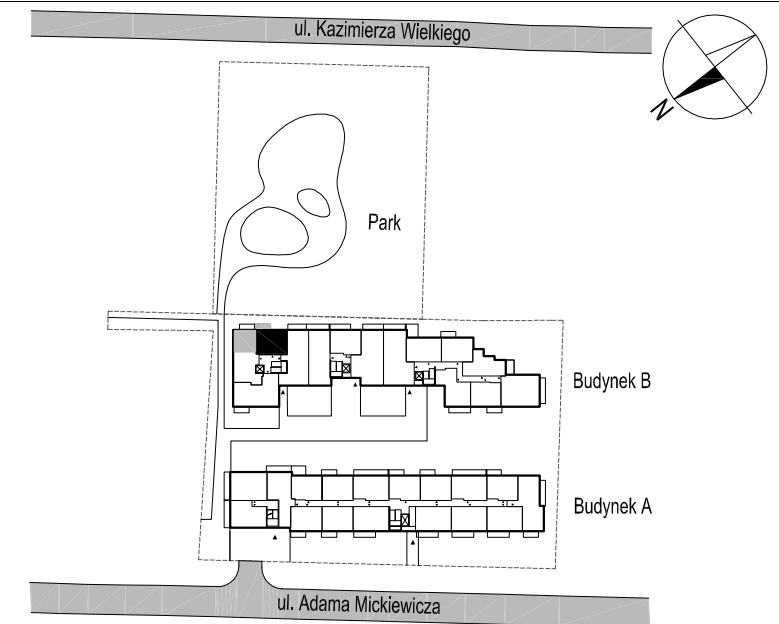 ul. Kazimierza Wielkiego
N
Park
Budynek B
Budynek A
ul. Adama Mickiewicza